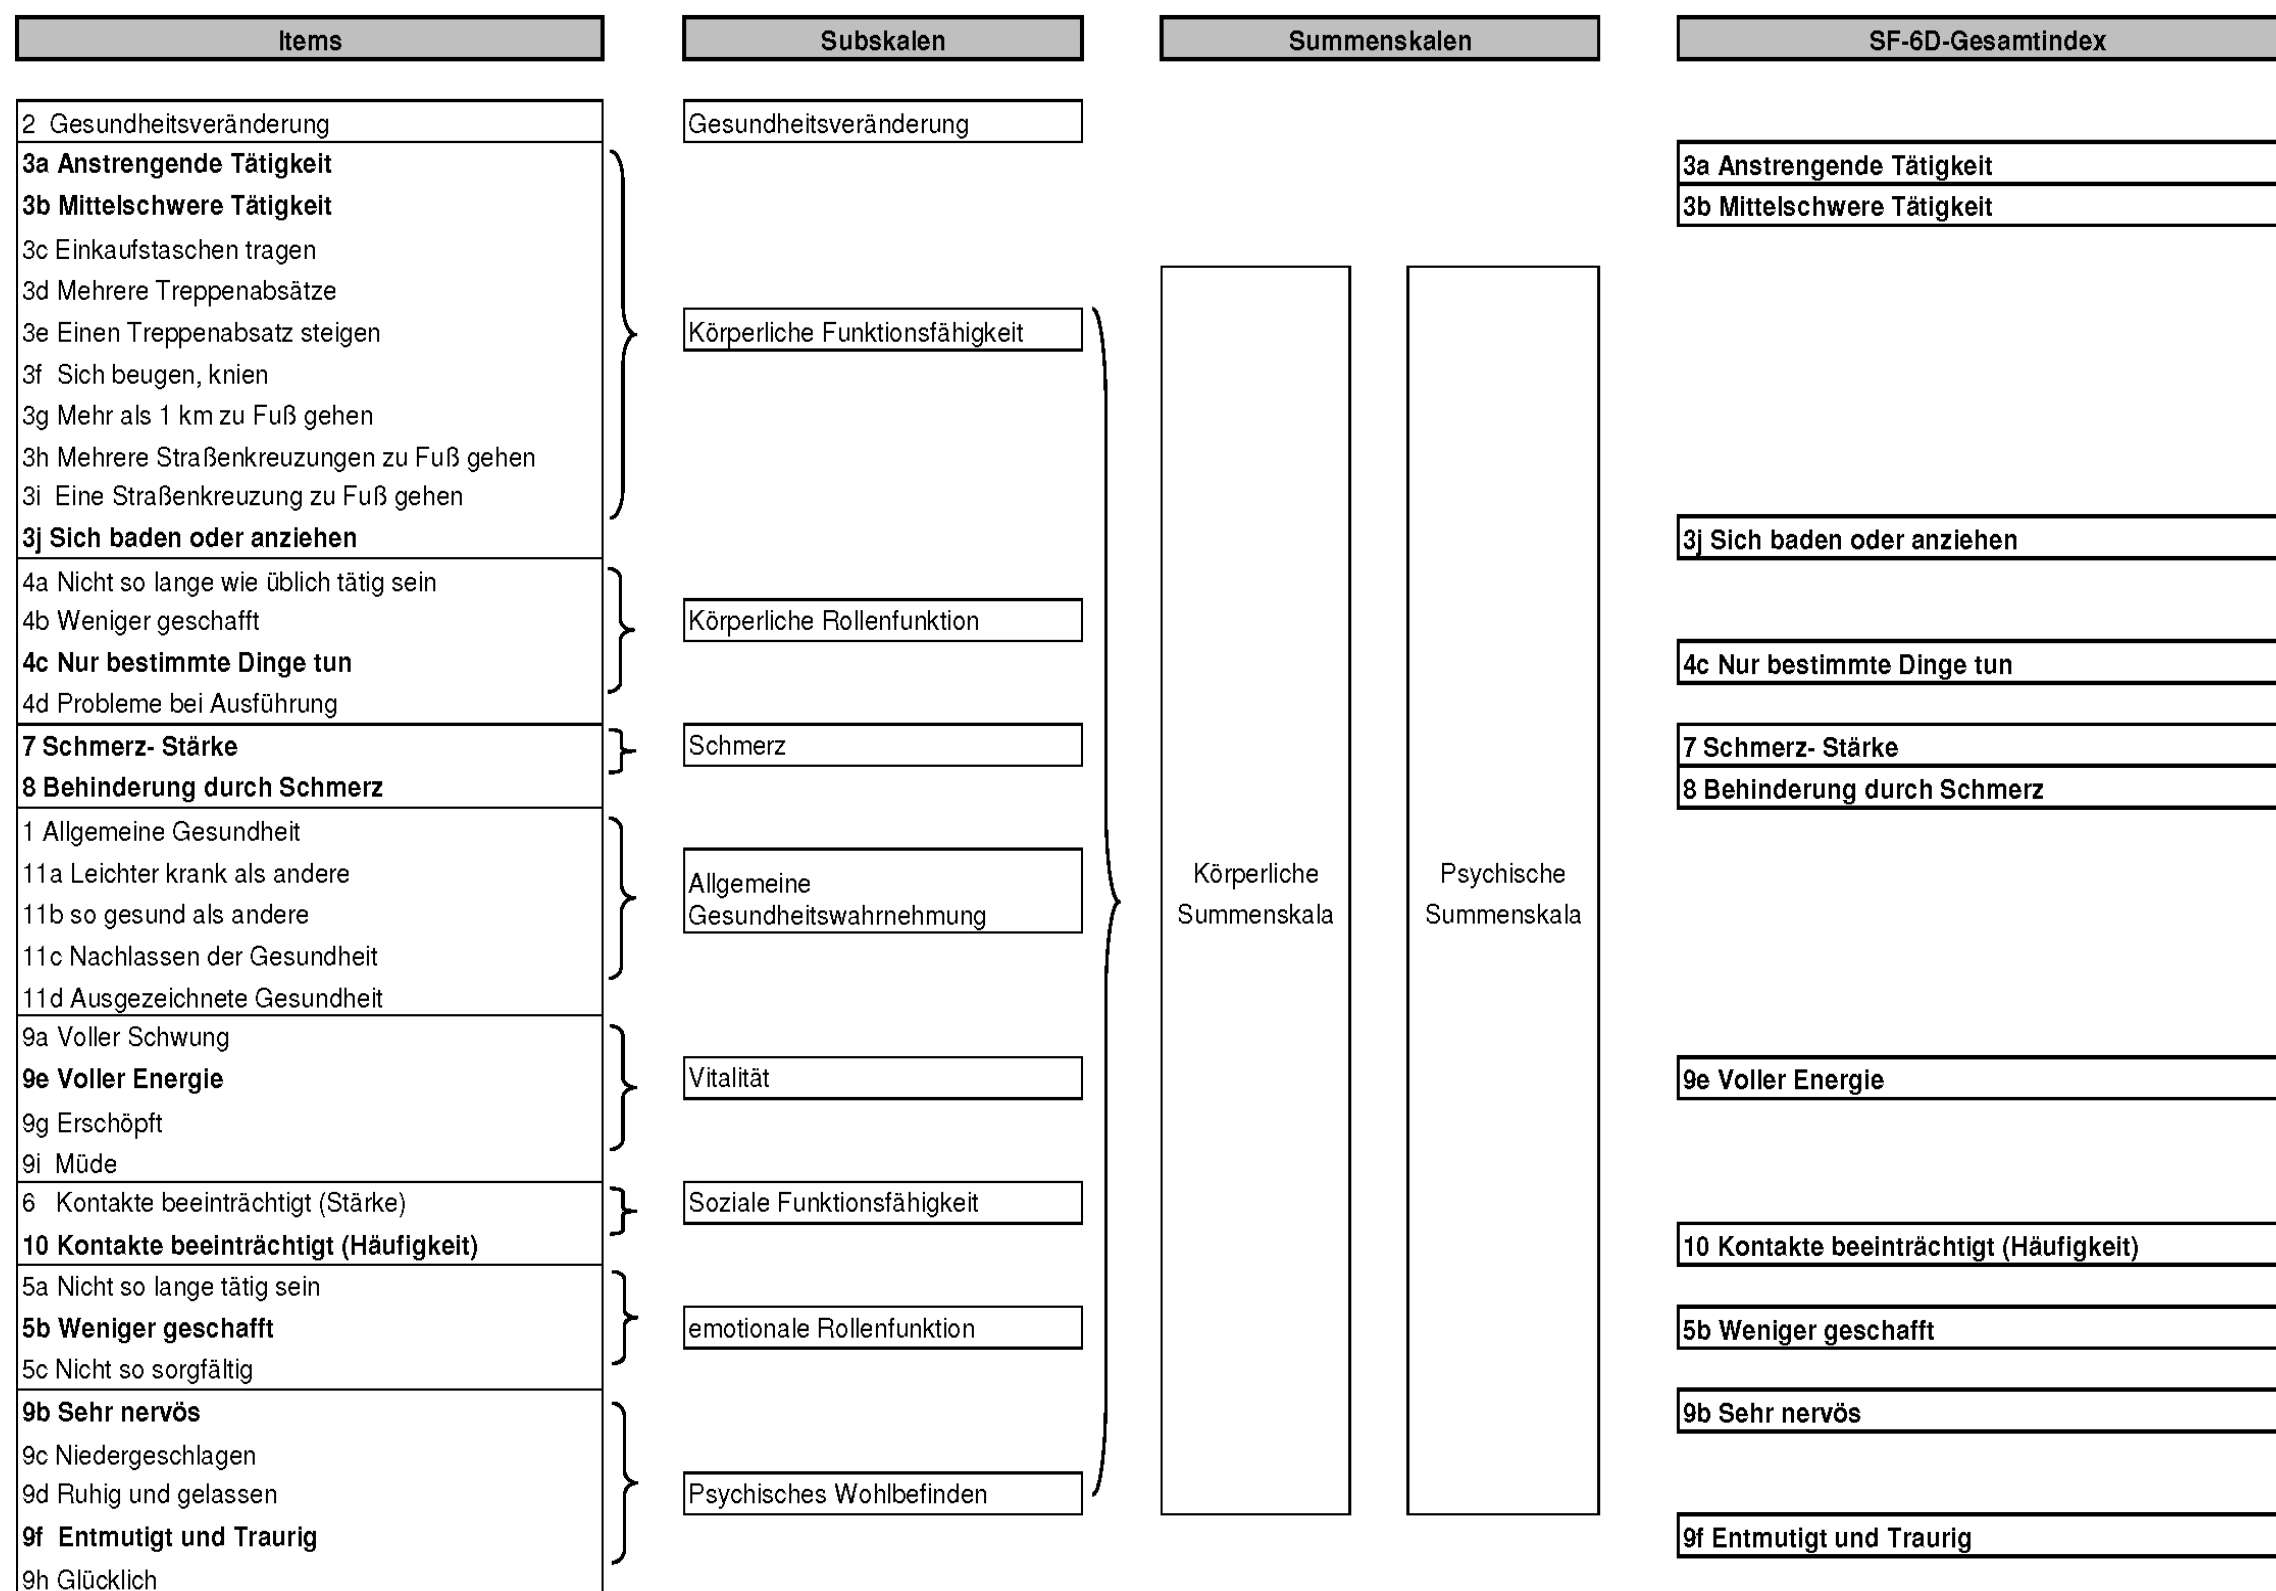 Items
Subskalen
Summenskalen
SF-6D-Gesamtindex
2 Gesundheitsveränderung
3a Anstrengende Tätigkeit
3b Mittelschwere Tätigkeit
3c Einkaufstaschen tragen
3d Mehrere Treppenabsätze
3e Einen Treppenabsatz steigen
3f Sich beugen, knien
3g Mehr als 1 km zu Fuß gehen
3h Mehrere Straßenkreuzungen zu Fuß gehen
3i Eine Straßenkreuzung zu Fuß gehen
3j Sich baden oder anziehen
4a Nicht so lange wie üblich tätig sein
4b Weniger geschafft
4c Nur bestimmte Dinge tun
4d Probleme bei Ausführung
7 Schmerz- Stärke
8 Behinderung durch Schmerz
1 Allgemeine Gesundheit
11a Leichter krank als andere
11b so gesund als andere
11c Nachlassen der Gesundheit
11d Ausgezeichnete Gesundheit
9a Voller Schwung
9e Voller Energie
9g Erschöpft
9i Müde
6 Kontakte beeinträchtigt (Stärke)
10 Kontakte beeinträchtigt (Häufigkeit)
5a Nicht so lange tätig sein
5b Weniger geschafft
5c Nicht so sorgfältig
9b Sehr nervös
9c Niedergeschlagen
9d Ruhig und gelassen
9f Entmutigt und Traurig
9h Glücklich
Gesundheitsveränderung
Körperliche Funktionsfähigkeit
Körperliche Rollenfunktion
Schmerz
Allgemeine
Gesundheitswahrnehmung
Vitalität
Soziale Funktionsfähigkeit
emotionale Rollenfunktion
Psychisches Wohlbefinden
Körperliche
Summenskala
Psychische
Summenskala
3a Anstrengende Tätigkeit
3b Mittelschwere Tätigkeit
3j Sich baden oder anziehen
4c Nur bestimmte Dinge tun
7 Schmerz- Stärke
8 Behinderung durch Schmerz
9e Voller Energie
10 Kontakte beeinträchtigt (Häufigkeit)
5b Weniger geschafft
9b Sehr nervös
9f Entmutigt und Traurig